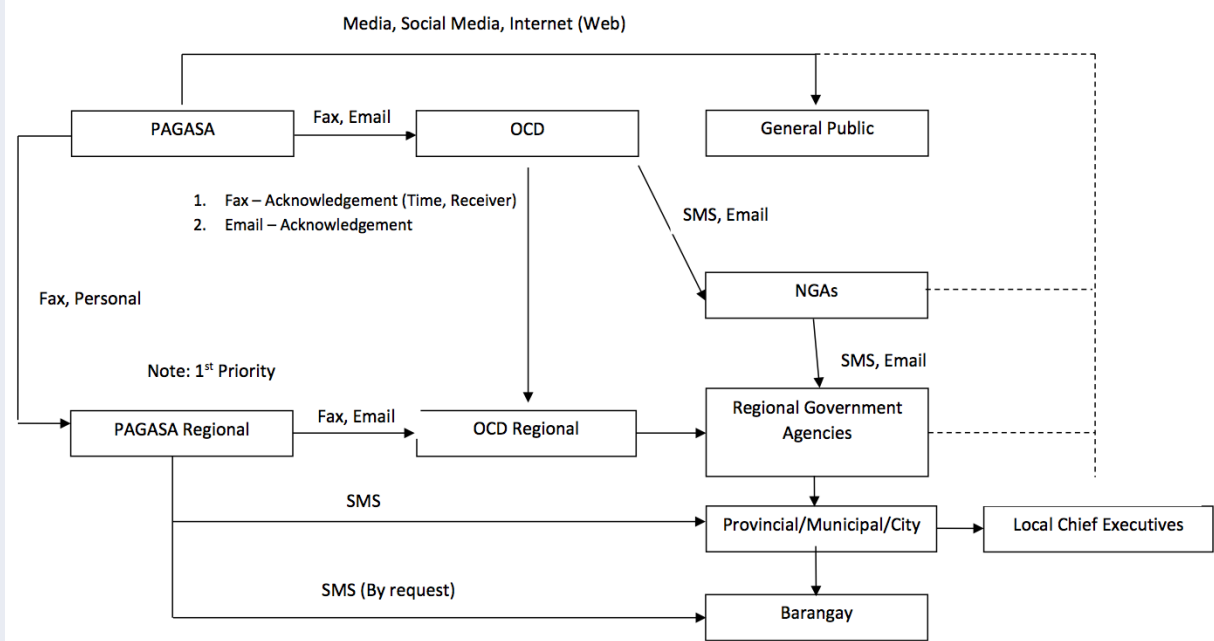 Media, Social Media, Internet (Web)
PAGASA
Fax, Email
OCD
General Public
1. Fax – Acknowledgement (Time, Receiver)
2. Email – Acknowledgement
SMS, Email
Fax, Personal
NGAs
Note: 1st Priority
SMS, Email
PAGASA Regional
Fax, Email
OCD Regional
Regional Government
Agencies
SMS
Provincial/Municipal/City
Local Chief Executives
SMS (By request)
Barangay